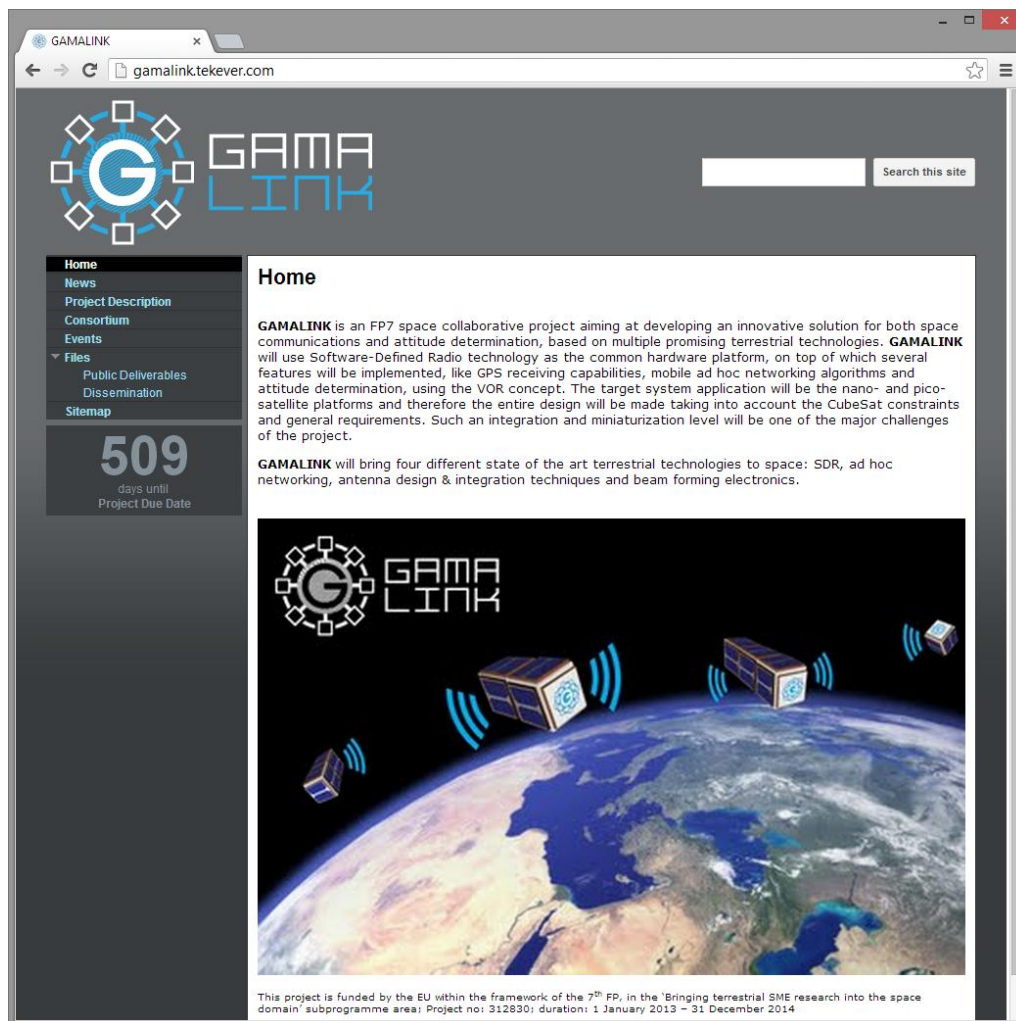 GAMALINK
gamalink.tekever.com
GAMA
LINK
Search this site
Home
News
Project Description
Consortium
Events
Files
Public Deliverables
Dissemination
Sitemap
509
days until
Project Due Date
Home
GAMALINK is an FP7 space collaborative project aiming at developing an innovative solution for both space
communications and attitude determination, based on multiple promising terrestrial technologies. GAMALINK
will use Software-Defined Radio technology as the common hardware platform, on top of which several
features will be implemented, like GPS receiving capabilities, mobile ad hoc networking algorithms and
attitude determination, using the VOR concept. The target system application will be the nano- and pico-
satellite platforms and therefore the entire design will be made taking into account the CubeSat constraints
and general requirements. Such an integration and miniaturization level will be one of the major challenges
of the project.
GAMALINK will bring four different state of the art terrestrial technologies to space: SDR, ad hoc
networking, antenna design & integration techniques and beam forming electronics.
GAMA
LINK
This project is funded by the EU within the framework of the 7th FP, in the 'Bringing terrestrial SME research into the space
domain' subprogramme area; Project no: 312830; duration: 1 January 2013 – 31 December 2014